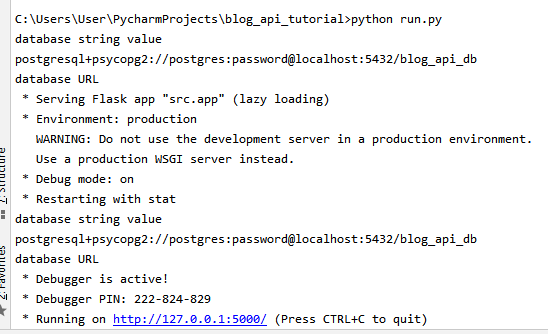 C:\Users\User\PycharmProjects\blog_api_tutorial>python run.py
database string value
postgresql+psycopg2://postgres:password@localhost:5432/blog_api_db
database URL
* Serving Flask app "src.app" (lazy loading)
* Environment: production
WARNING: Do not use the development server in a production environment.
Use a production WSGI server instead.
* Debug mode: on
* Restarting with stat
database string value
postgresql+psycopg2://postgres:password@localhost:5432/blog_api_db
database URL
* Debugger is active!
* Debugger PIN: 222-824-829
* Running on http://127.0.0.1:5000/ (Press CTRL+C to quit)
Z: Structure
2: Favorites